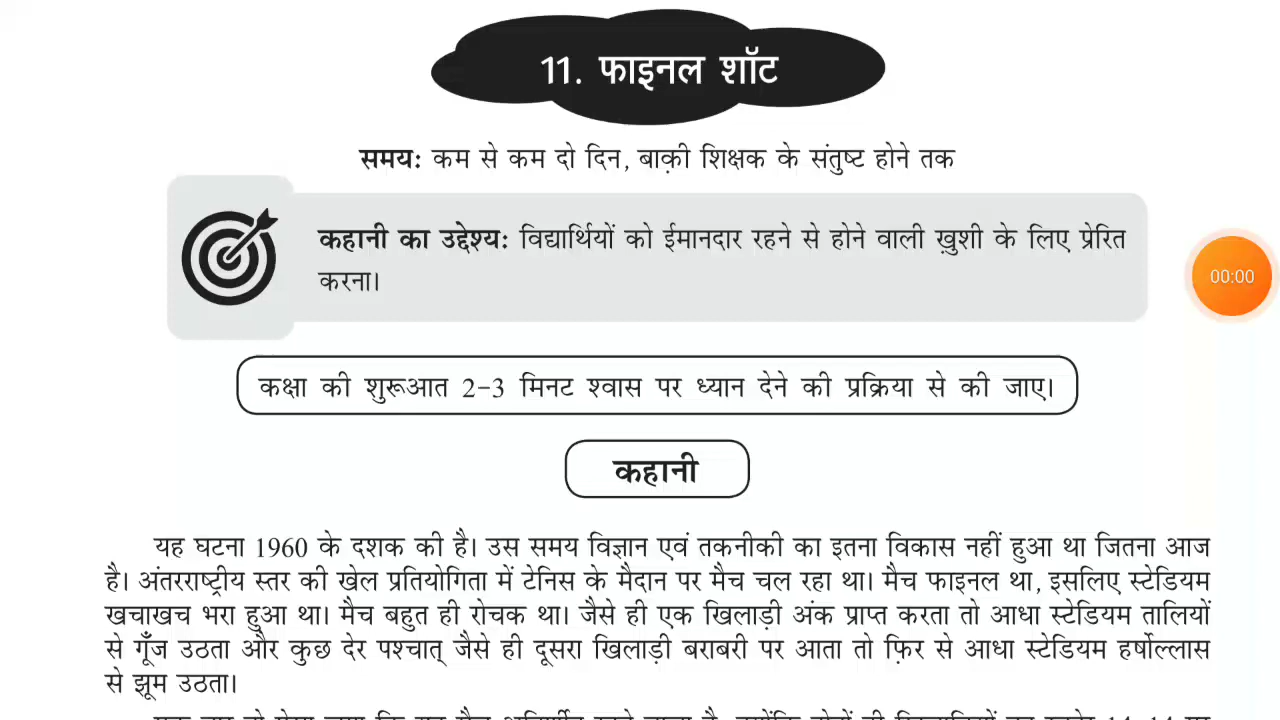 11. फाइनल शॉट
समय: कम से कम दो दिन, बाक़ी शिक्षक के संतुष्ट होने तक
कहानी का उद्देश्य: विद्यार्थियों को ईमानदार रहने से होने वाली ख़ुशी के लिए प्रेरित
करना।
00:00
कक्षा की शुरूआत 2-3 मिनट श्वास पर ध्यान देने की प्रक्रिया से की जाए।
कहानी
यह घटना 1960 के दशक की है। उस समय विज्ञान एवं तकनीकी का इतना विकास नहीं हुआ था जितना आज
है। अंतरराष्ट्रीय स्तर की खेल प्रतियोगिता में टेनिस के मैदान पर मैच चल रहा था। मैच फाइनल था, इसलिए स्टेडियम
खचाखच भरा हुआ था। मैच बहुत ही रोचक था। जैसे ही एक खिलाड़ी अंक प्राप्त करता तो आधा स्टेडियम तालियों
से गूँज उठता और कुछ देर पश्चात् जैसे ही दूसरा खिलाड़ी बराबरी पर आता तो फ़िर से आधा स्टेडियम हर्षोल्लास
से झूम उठता।